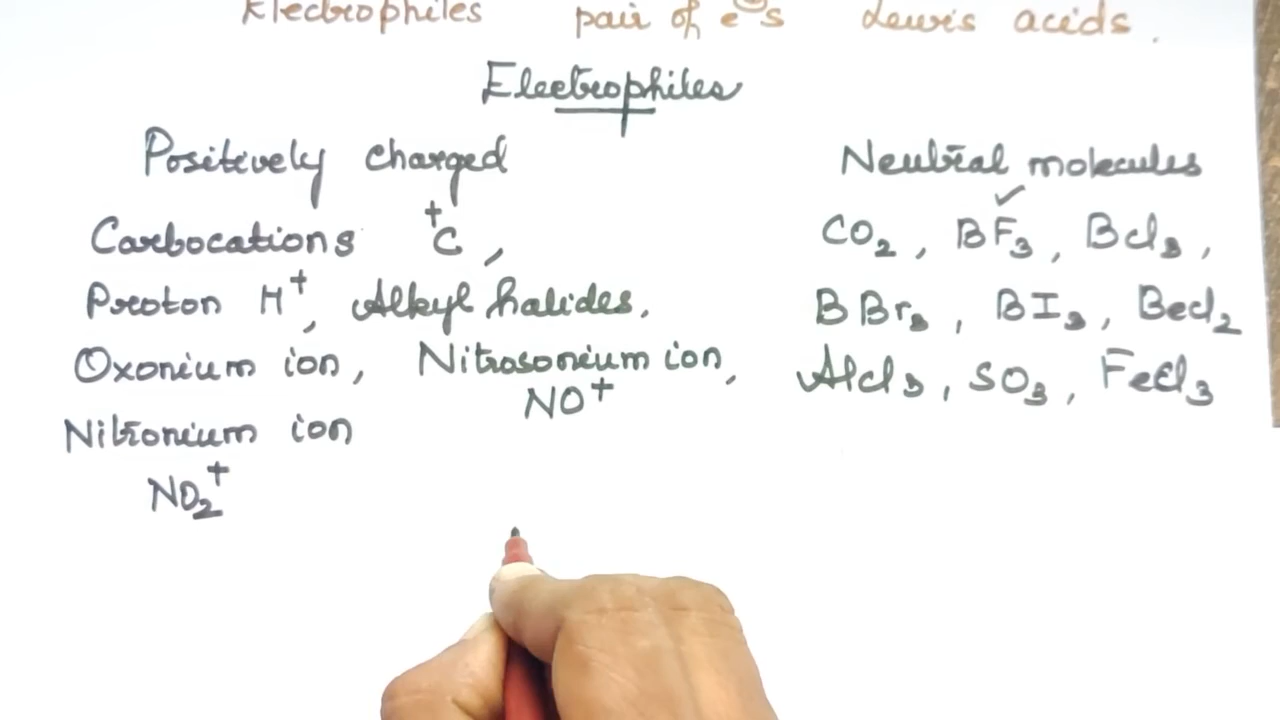 Electrophiles pair of e⊖s Lewis acids.
Electrophiles
Positively charged
Carbocations +C,
Proton H+, Alkyl halides,
Oxonium ion, Nitrosonium ion,
NO+
Nitronium ion
NO2+
Neutral molecules
CO2, BF3, BCl3,
BBr3, BI3, BeCl2
AlCl3, SO3, FeCl3